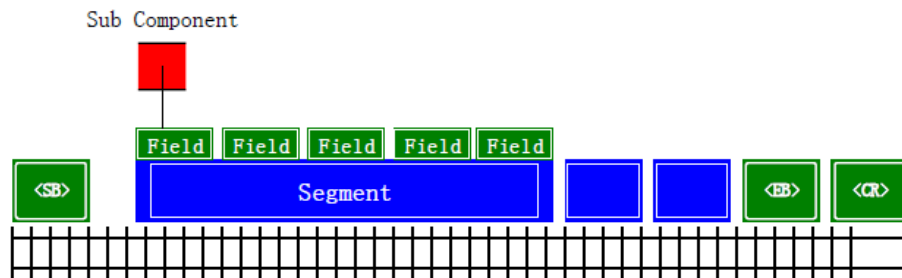 Sub Component
Field Field Field Field Field
Segment
<SB> <EB> <CR>